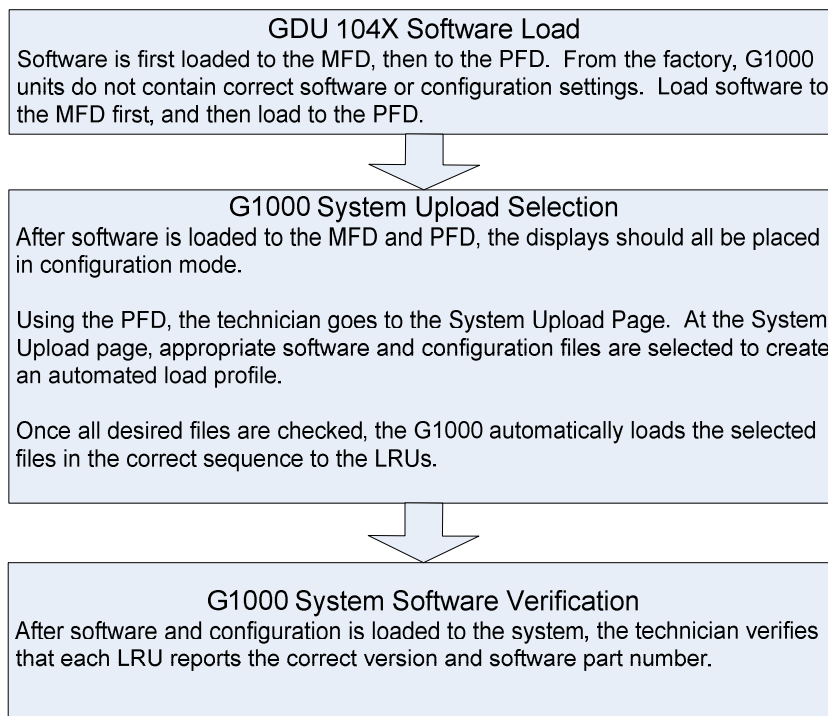 GDU 104X Software Load
Software is first loaded to the MFD, then to the PFD. From the factory, G1000
units do not contain correct software or configuration settings. Load software to
the MFD first, and then load to the PFD.
G1000 System Upload Selection
After software is loaded to the MFD and PFD, the displays should all be placed
in configuration mode.
Using the PFD, the technician goes to the System Upload Page. At the System
Upload page, appropriate software and configuration files are selected to create
an automated load profile.
Once all desired files are checked, the G1000 automatically loads the selected
files in the correct sequence to the LRUs.
G1000 System Software Verification
After software and configuration is loaded to the system, the technician verifies
that each LRU reports the correct version and software part number.